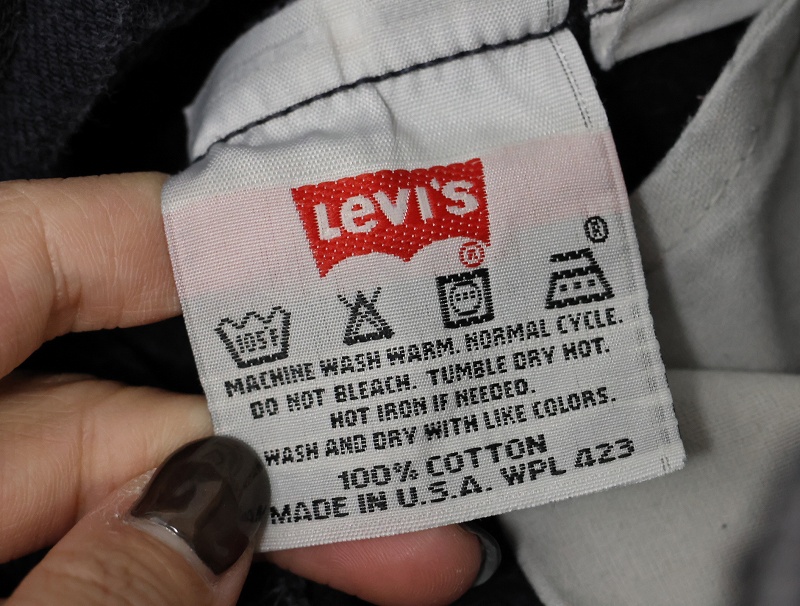 Levi's
®
®
105F
MACHINE WASH WARM. NORMAL CYCLE.
DO NOT BLEACH. TUMBLE DRY HOT.
HOT IRON IF NEEDED.
WASH AND DRY WITH LIKE COLORS.
100% COTTON
MADE IN U.S.A. WPL 423